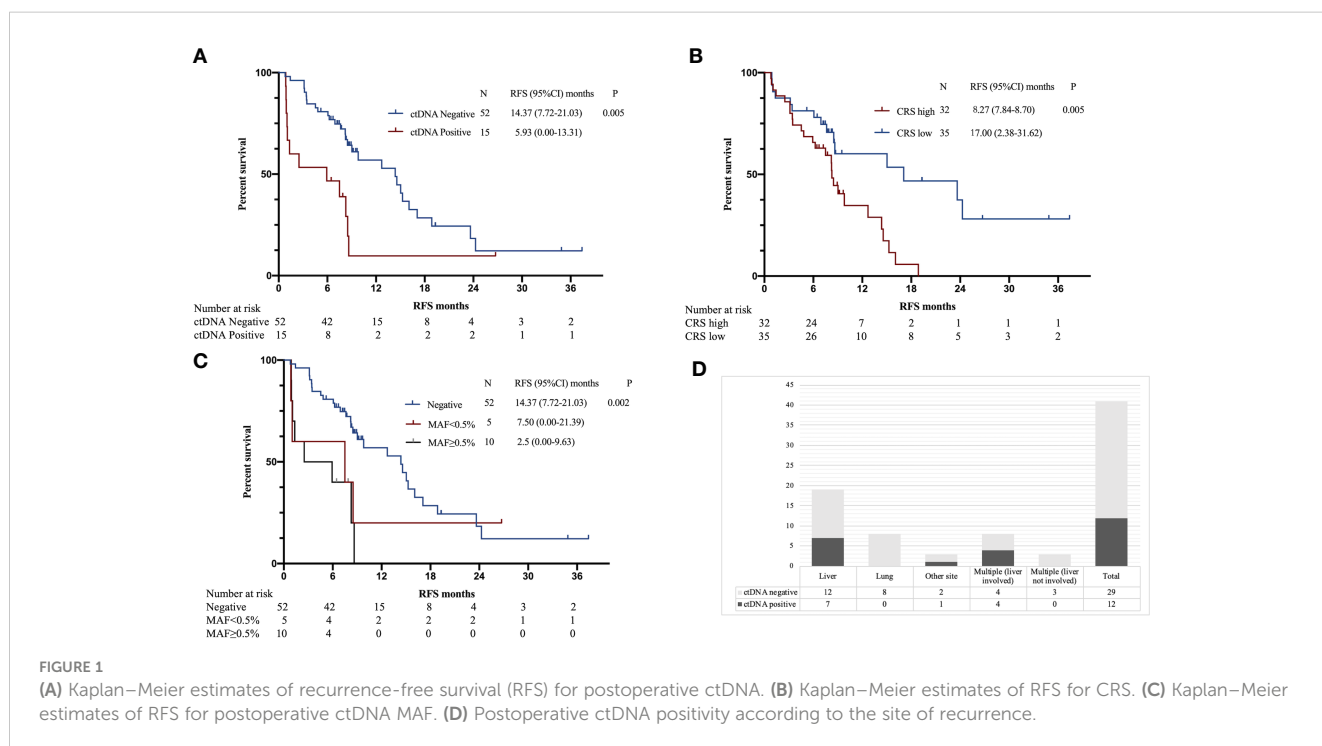 A
100
50
0
Percent survival
0 6 12 18 24 30 36
RFS months
N RFS (95%CI) months P
ctDNA Negative 52 14.37 (7.72-21.03) 0.005
ctDNA Positive 15 5.93 (0.00-13.31)
Number at risk
ctDNA Negative 52 42 15 8 4 3 2
ctDNA Positive 15 8 2 2 2 1 1
B
100
50
0
Percent survival
0 6 12 18 24 30 36
RFS months
N RFS (95%CI) months P
CRS high 32 8.27 (7.84-8.70) 0.005
CRS low 35 17.00 (2.38-31.62)
Number at risk
CRS high 32 24 7 2 1 1 1
CRS low 35 26 10 8 5 3 2
C
100
50
0
Percent survival
0 6 12 18 24 30 36
RFS months
N RFS (95%CI) months P
Negative 52 14.37 (7.72-21.03) 0.002
MAF<0.5% 5 7.50 (0.00-21.39)
MAF≥0.5% 10 2.5 (0.00-9.63)
Number at risk
Negative 52 42 15 8 4 3 2
MAF<0.5% 5 4 2 2 2 1 1
MAF≥0.5% 10 4 0 0 0 0 0
D
45
40
35
30
25
20
15
10
5
0
Liver Lung Other site Multiple (liver involved) Multiple (liver not involved) Total
ctDNA negative 12 8 2 4 3 29
ctDNA positive 7 0 1 4 0 12
FIGURE 1
(A) Kaplan–Meier estimates of recurrence-free survival (RFS) for postoperative ctDNA. (B) Kaplan–Meier estimates of RFS for CRS. (C) Kaplan–Meier
estimates of RFS for postoperative ctDNA MAF. (D) Postoperative ctDNA positivity according to the site of recurrence.